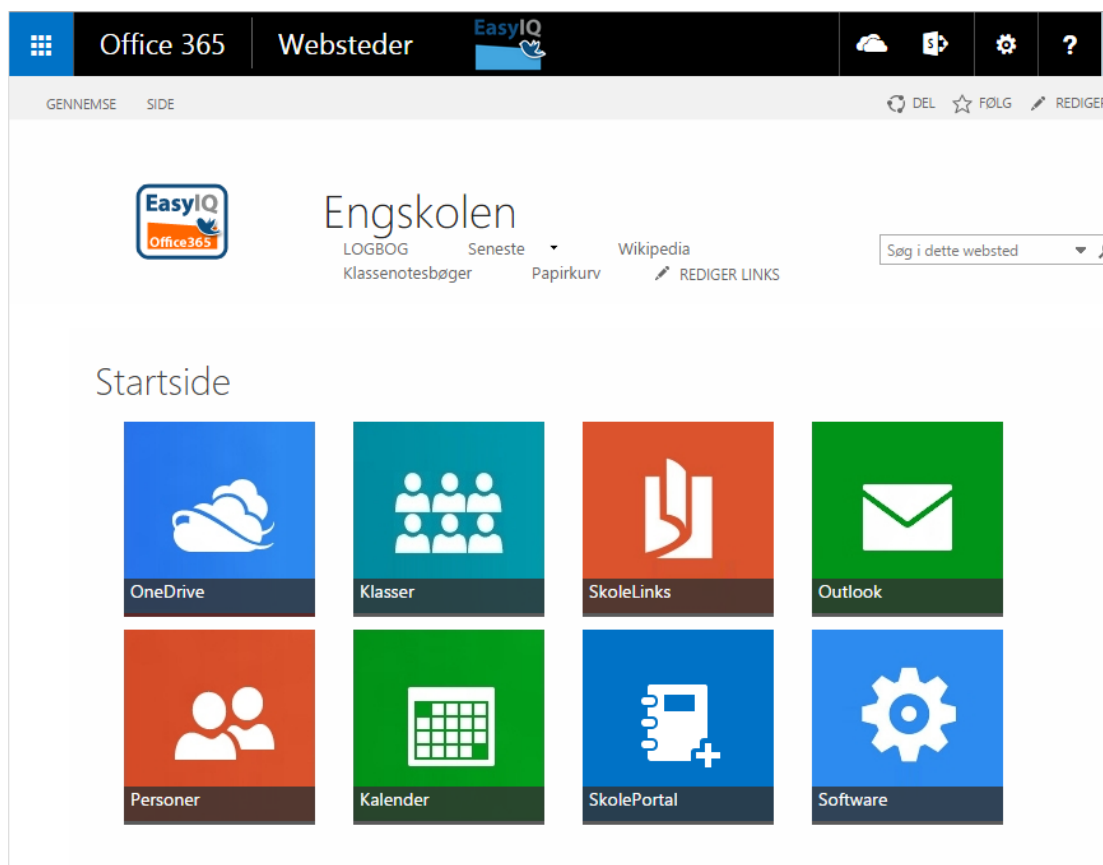 Office 365 Websteder EasyIQ ?
GENNEMSE SIDE DEL FØLG REDIGER
EasyIQ
Office365
Engskolen
LOGBOG Seneste Wikipedia
Klassenotesbøger Papirkurv REDIGER LINKS
Søg i dette websted
Startside
OneDrive Klasser SkoleLinks Outlook
Personer Kalender SkolePortal Software